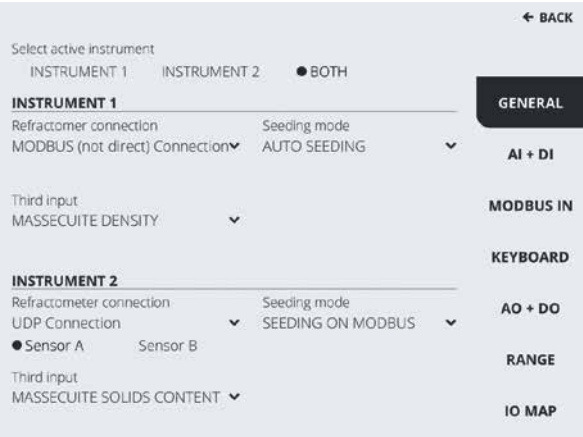 ← BACK
Select active instrument
INSTRUMENT 1 INSTRUMENT 2 ●BOTH
INSTRUMENT 1
Refractomer connection Seeding mode
MODBUS (not direct) Connection AUTO SEEDING
Third input
MASSECUITE DENSITY
INSTRUMENT 2
Refractometer connection Seeding mode
UDP Connection SEEDING ON MODBUS
●Sensor A Sensor B
Third input
MASSECUITE SOLIDS CONTENT
GENERAL
AI + DI
MODBUS IN
KEYBOARD
AO + DO
RANGE
IO MAP